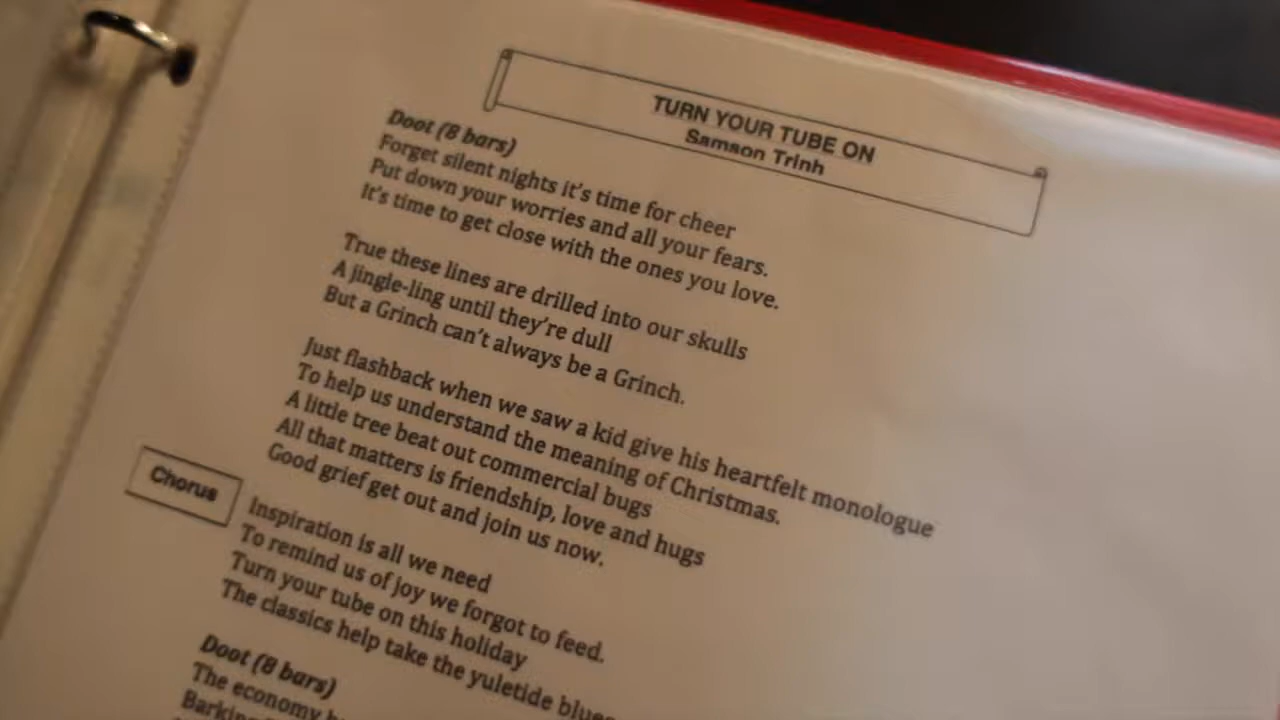 TURN YOUR TUBE ON
Samson Trinh
Doot (8 bars)
Forget silent nights it's time for cheer
Put down your worries and all your fears.
It's time to get close with the ones you love.
True these lines are drilled into our skulls
A jingle-ling until they're dull
But a Grinch can't always be a Grinch.
Just flashback when we saw a kid give his heartfelt monologue
To help us understand the meaning of Christmas.
A little tree beat out commercial bugs
All that matters is friendship, love and hugs
Good grief get out and join us now.
Chorus
Inspiration is all we need
To remind us of joy we forgot to feed.
Turn your tube on this holiday
The classics help take the yuletide blues
Doot (8 bars)
The economy
Barking